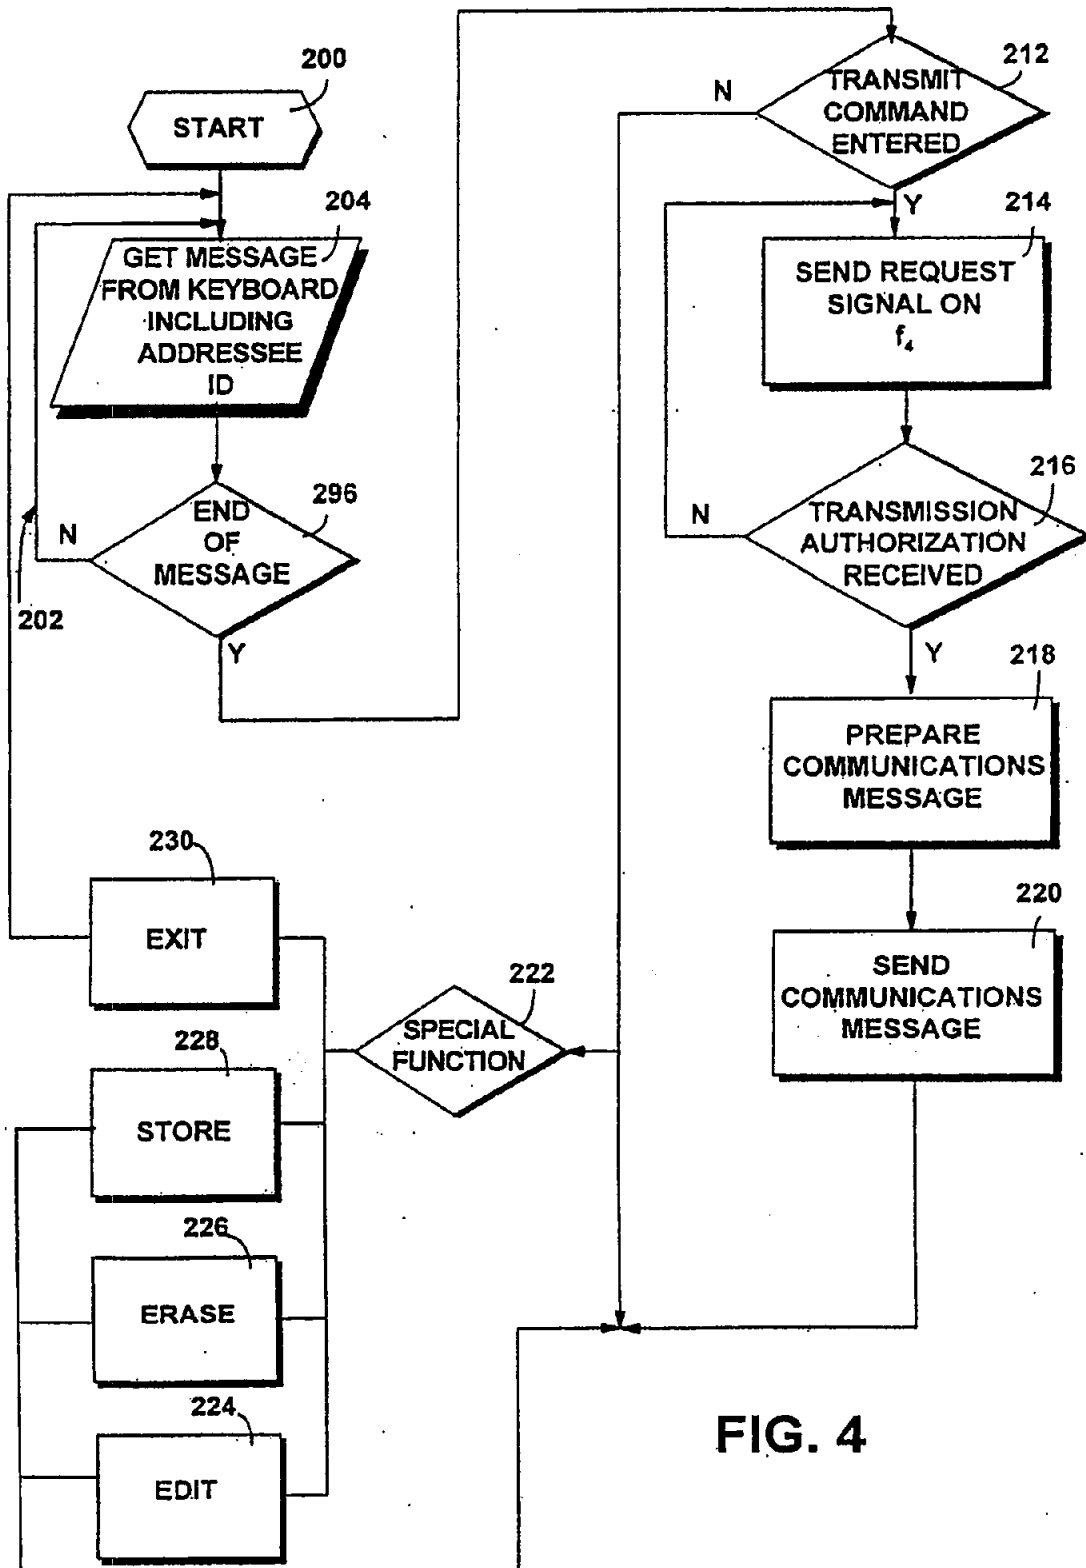 200
START
204
GET MESSAGE
FROM KEYBOARD
INCLUDING
ADDRESSEE
ID
296
END
OF
MESSAGE
N
202
Y
212
TRANSMIT
COMMAND
ENTERED
N
Y
214
SEND REQUEST
SIGNAL ON
f₄
216
TRANSMISSION
AUTHORIZATION
RECEIVED
N
Y
218
PREPARE
COMMUNICATIONS
MESSAGE
220
SEND
COMMUNICATIONS
MESSAGE
222
SPECIAL
FUNCTION
230
EXIT
228
STORE
226
ERASE
224
EDIT
FIG. 4